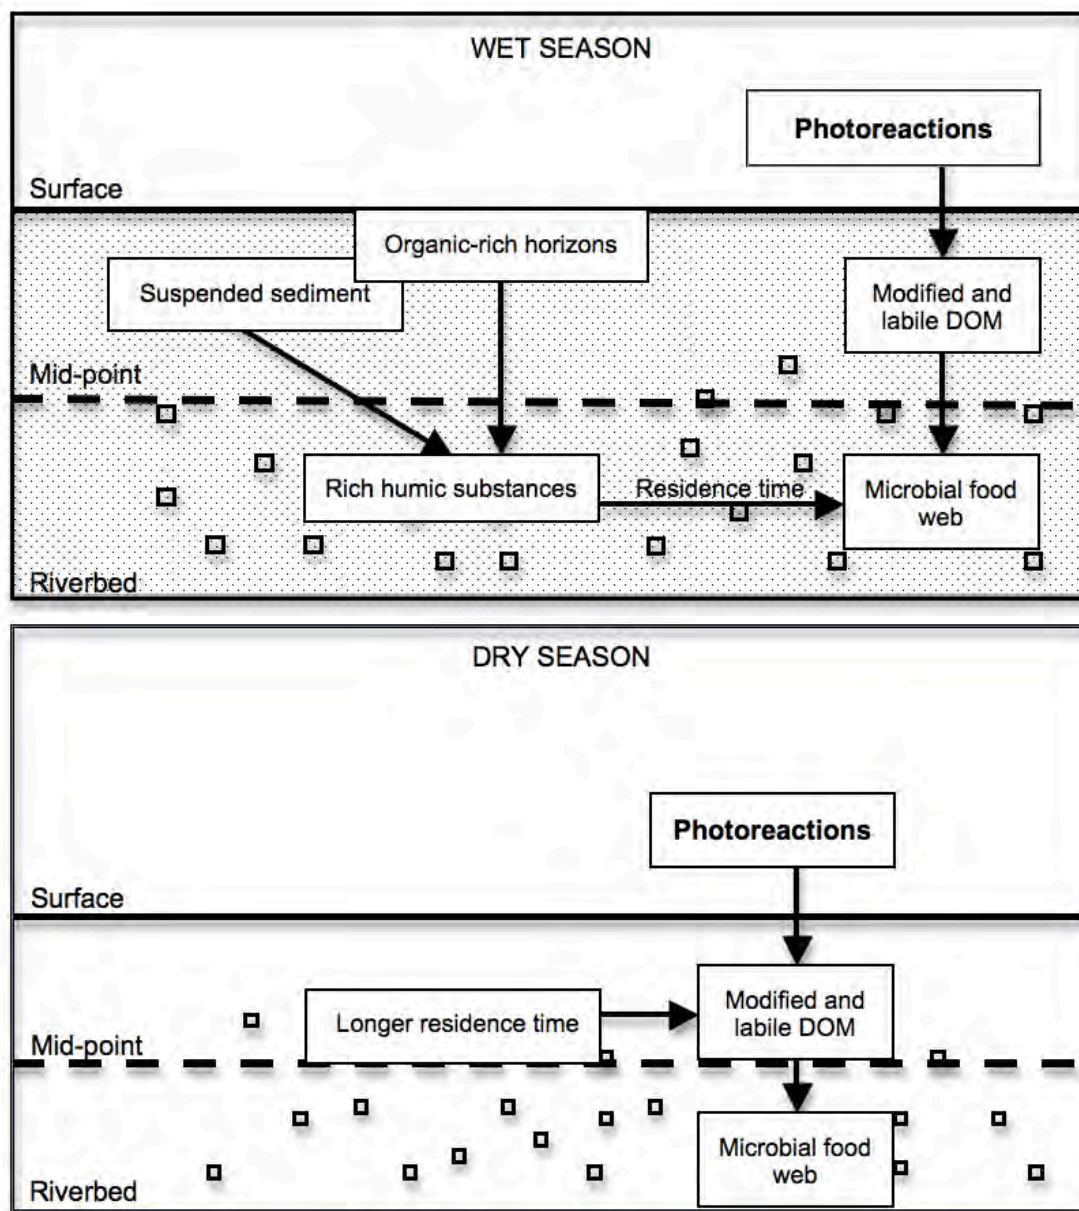 WET SEASON
Photoreactions
Surface
Organic-rich horizons
Suspended sediment
Modified and
labile DOM
Mid-point
Rich humic substances
Residence time
Microbial food
web
Riverbed
DRY SEASON
Photoreactions
Surface
Longer residence time
Modified and
labile DOM
Mid-point
Microbial food
web
Riverbed